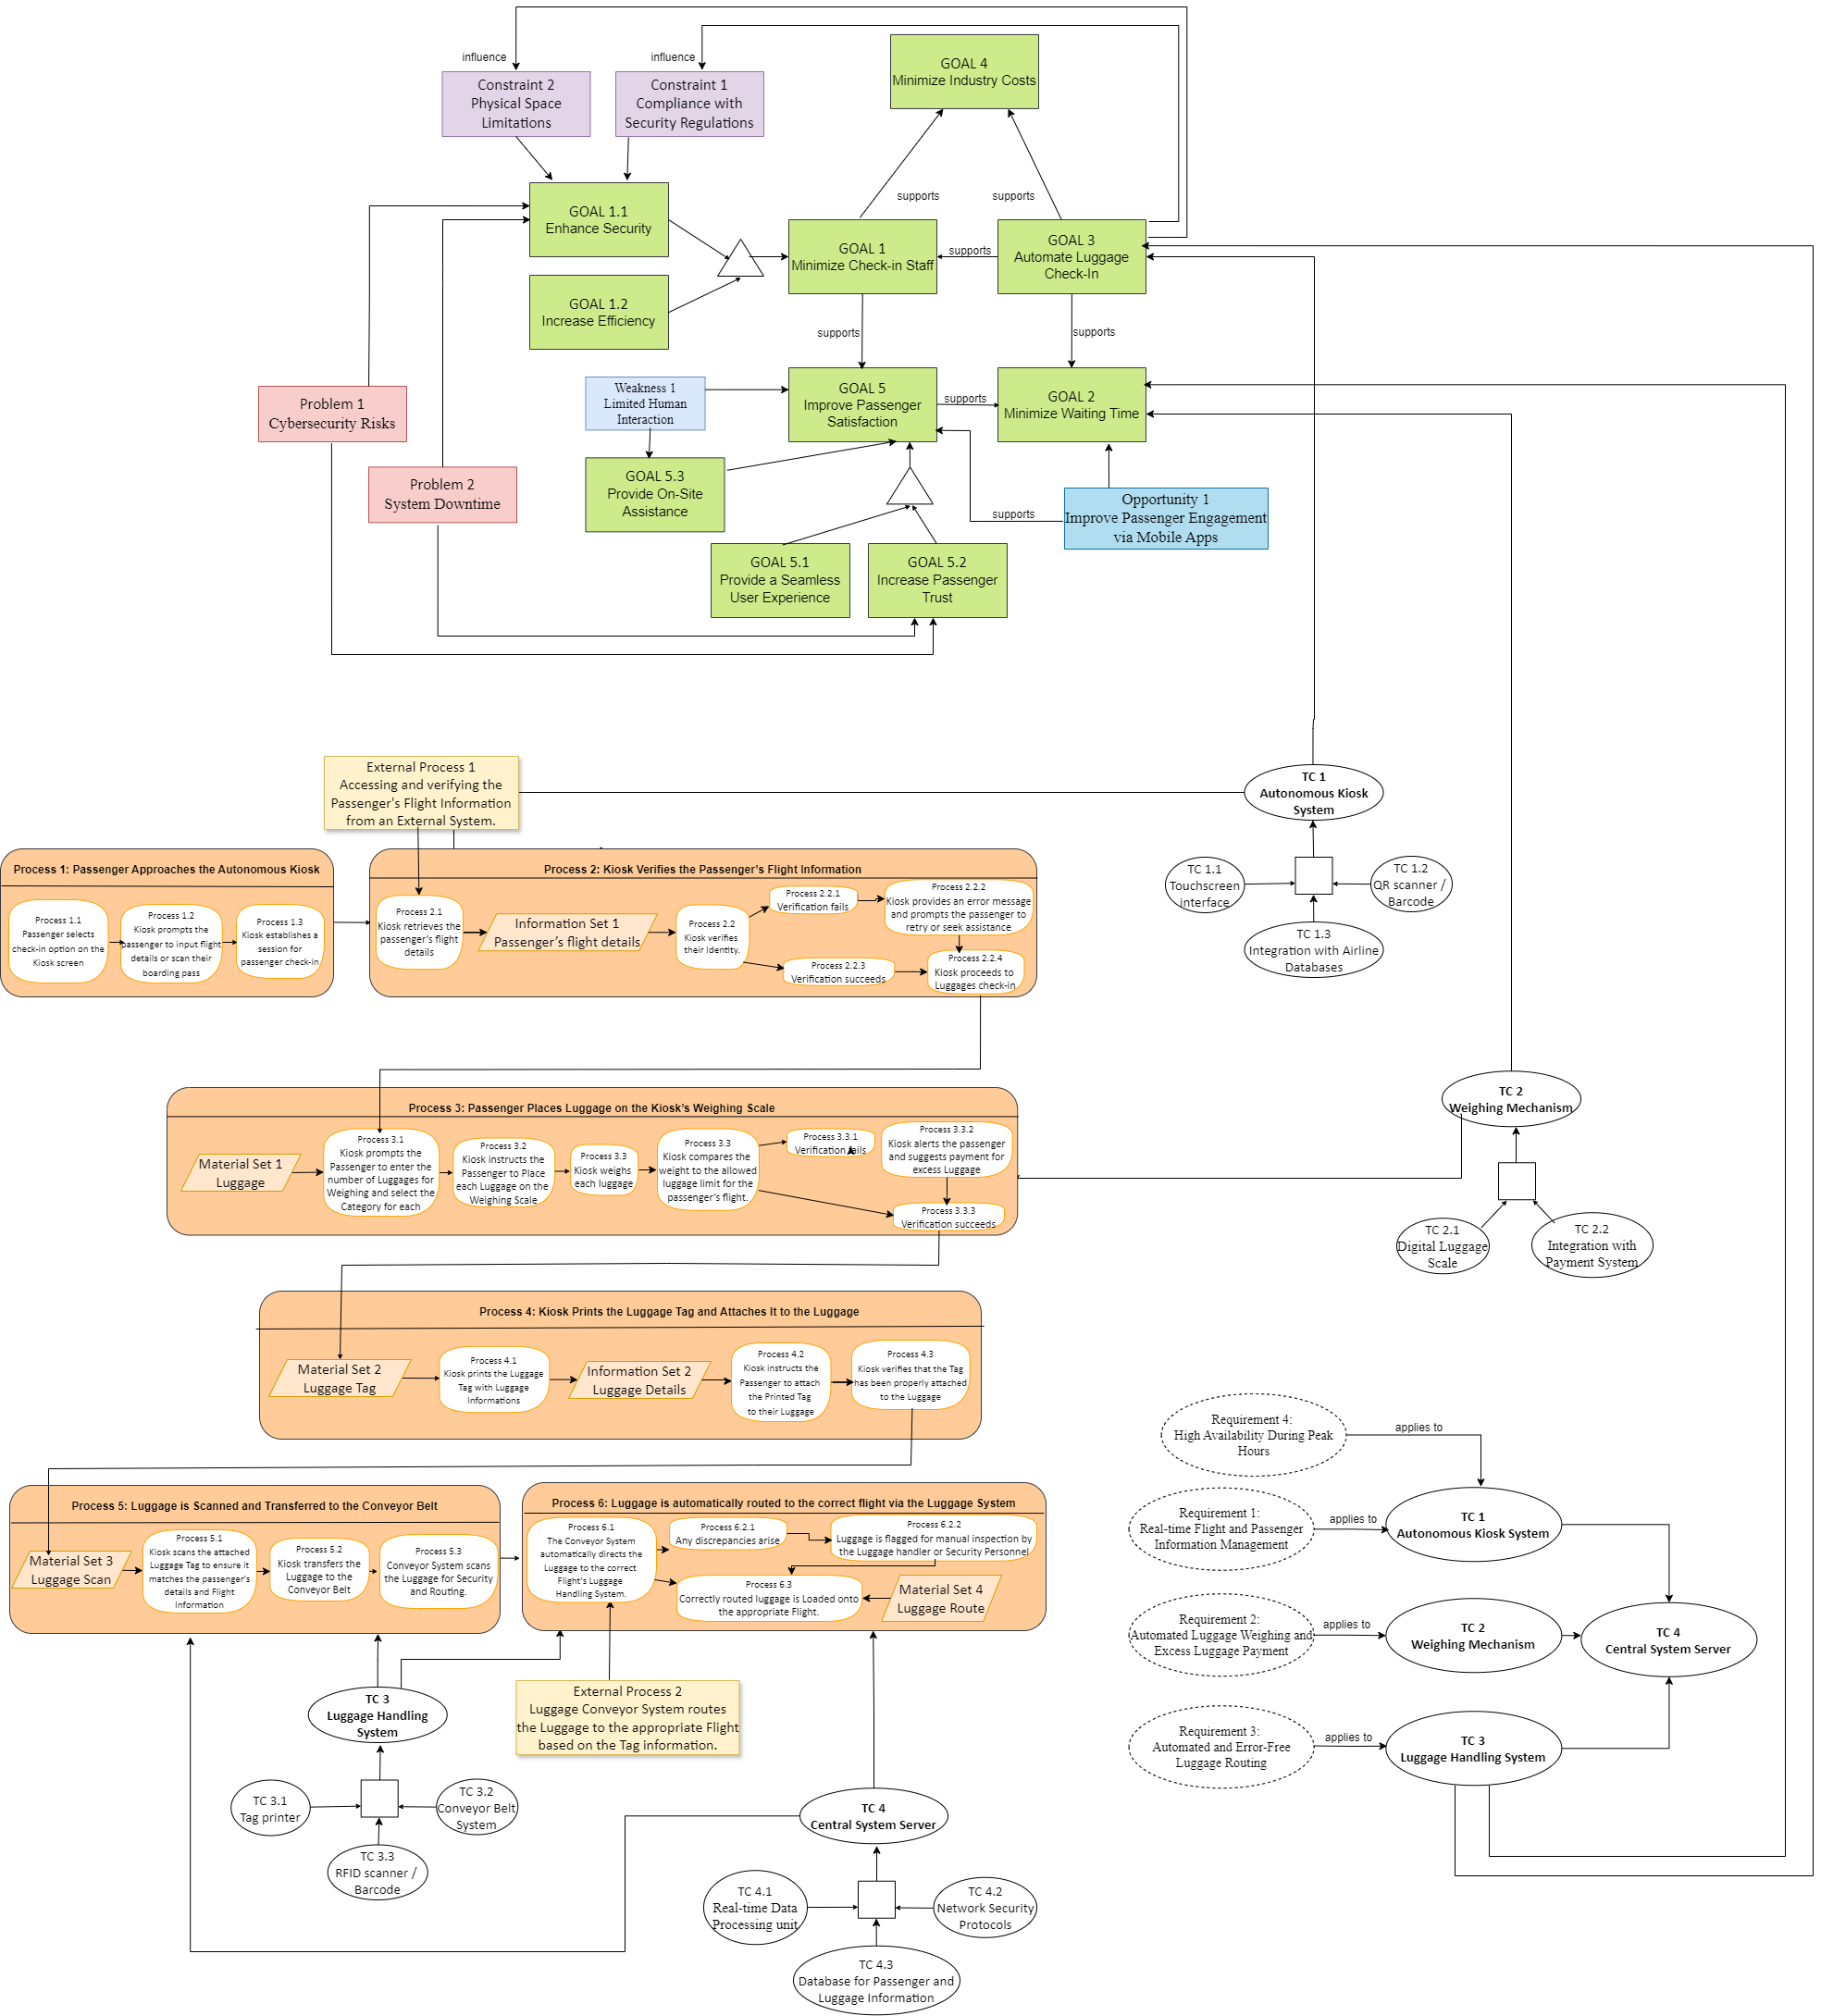 influence
influence
Constraint 2
Physical Space
Limitations
Constraint 1
Compliance with
Security Regulations
GOAL 4
Minimize Industry Costs
supports
supports
GOAL 1.1
Enhance Security
GOAL 1
Minimize Check-in Staff
supports
GOAL 3
Automate Luggage
Check-In
GOAL 1.2
Increase Efficiency
supports
supports
Problem 1
Cybersecurity Risks
Weakness 1
Limited Human
Interaction
GOAL 5
Improve Passenger
Satisfaction
supports
GOAL 2
Minimize Waiting Time
Problem 2
System Downtime
GOAL 5.3
Provide On-Site
Assistance
supports
Opportunity 1
Improve Passenger Engagement
via Mobile Apps
GOAL 5.1
Provide a Seamless
User Experience
GOAL 5.2
Increase Passenger
Trust
External Process 1
Accessing and verifying the
Passenger's Flight Information
from an External System.
TC 1
Autonomous Kiosk
System
TC 1.1
Touchscreen
interface
TC 1.2
QR scanner /
Barcode
TC 1.3
Integration with Airline
Databases
Process 1: Passenger Approaches the Autonomous Kiosk
Process 1.1
Passenger selects
check-in option on the
Kiosk screen
Process 1.2
Kiosk prompts the
passenger to input flight
details or scan their
boarding pass
Process 1.3
Kiosk establishes a
session for
passenger check-in
Process 2: Kiosk Verifies the Passenger's Flight Information
Process 2.1
Kiosk retrieves the
passenger's flight
details
Information Set 1
Passenger's flight details
Process 2.2
Kiosk verifies
their Identity.
Process 2.2.1
Verification fails
Process 2.2.2
Kiosk provides an error message
and prompts the passenger to
retry or seek assistance
Process 2.2.3
Verification succeeds
Process 2.2.4
Kiosk proceeds to
Luggages check-in
Process 3: Passenger Places Luggage on the Kiosk's Weighing Scale
Material Set 1
Luggage
Process 3.1
Kiosk prompts the
Passenger to enter the
number of Luggages for
Weighing and select the
Category for each
Process 3.2
Kiosk instructs the
Passenger to Place
each Luggage on the
Weighing Scale
Process 3.3
Kiosk weighs
each luggage
Process 3.3
Kiosk compares the
weight to the allowed
luggage limit for the
passenger's flight.
Process 3.3.1
Verification fails
Process 3.3.2
Kiosk alerts the passenger
and suggests payment for
excess Luggage
Process 3.3.3
Verification succeeds
TC 2
Weighing Mechanism
TC 2.1
Digital Luggage
Scale
TC 2.2
Integration with
Payment System
Process 4: Kiosk Prints the Luggage Tag and Attaches It to the Luggage
Material Set 2
Luggage Tag
Process 4.1
Kiosk prints the Luggage
Tag with Luggage
Informations
Information Set 2
Luggage Details
Process 4.2
Kiosk instructs the
Passenger to attach
the Printed Tag
to their Luggage
Process 4.3
Kiosk verifies that the Tag
has been properly attached
to the Luggage
Process 5: Luggage is Scanned and Transferred to the Conveyor Belt
Material Set 3
Luggage Scan
Process 5.1
Kiosk scans the attached
Luggage Tag to ensure it
matches the passenger's
details and Flight
Information
Process 5.2
Kiosk transfers the
Luggage to the
Conveyor Belt
Process 5.3
Conveyor System scans
the Luggage for Security
and Routing.
Process 6: Luggage is automatically routed to the correct flight via the Luggage System
Process 6.1
The Conveyor System
automatically directs the
Luggage to the correct
Flight's Luggage
Handling System.
Process 6.2.1
Any discrepancies arise
Process 6.2.2
Luggage is flagged for manual inspection by
the Luggage handler or Security Personnel
Process 6.3
Correctly routed luggage is Loaded onto
the appropriate Flight.
Material Set 4
Luggage Route
TC 3
Luggage Handling
System
External Process 2
Luggage Conveyor System routes
the Luggage to the appropriate Flight
based on the Tag information.
TC 3.1
Tag printer
TC 3.2
Conveyor Belt
System
TC 3.3
RFID scanner /
Barcode
TC 4
Central System Server
TC 4.1
Real-time Data
Processing unit
TC 4.2
Network Security
Protocols
TC 4.3
Database for Passenger and
Luggage Information
Requirement 4:
High Availability During Peak
Hours
applies to
Requirement 1:
Real-time Flight and Passenger
Information Management
applies to
TC 1
Autonomous Kiosk System
Requirement 2:
Automated Luggage Weighing and
Excess Luggage Payment
applies to
TC 2
Weighing Mechanism
TC 4
Central System Server
Requirement 3:
Automated and Error-Free
Luggage Routing
applies to
TC 3
Luggage Handling System